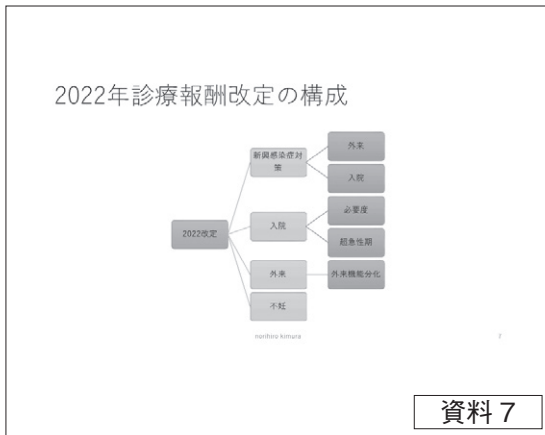 2022年診療報酬改定の構成
新興感染症対
策
外来
入院
2022改定
入院
必要度
超急性期
外来
外来機能分化
不妊
norihiro kimura
7
資料7